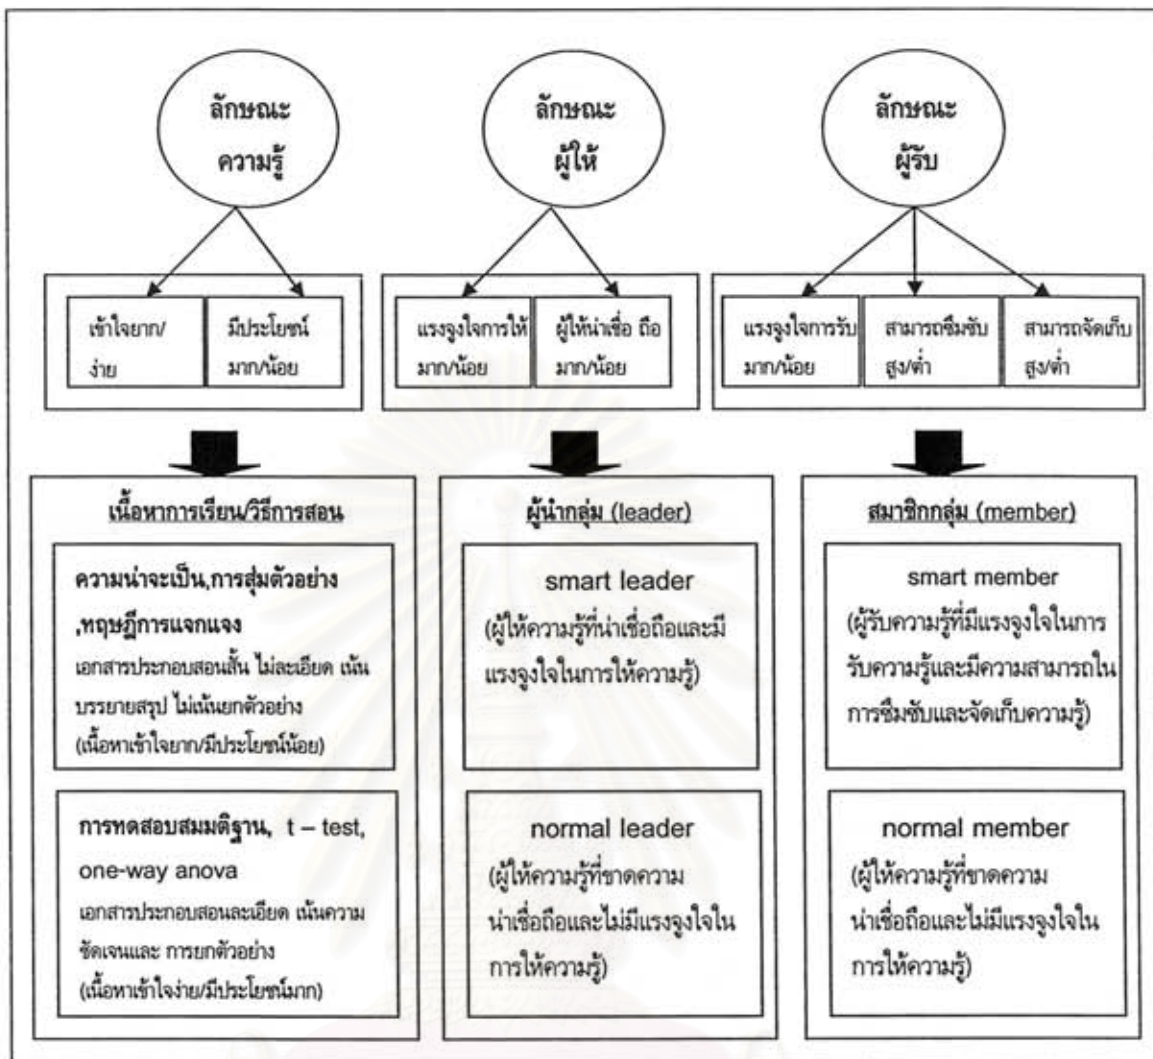 ลักษณะ
ความรู้
ลักษณะ
ผู้ให้
ลักษณะ
ผู้รับ
เข้าใจยาก/
ง่าย
มีประโยชน์
มาก/น้อย
แรงจูงใจการให้
มาก/น้อย
ผู้ให้น่าเชื่อ ถือ
มาก/น้อย
แรงจูงใจการรับ
มาก/น้อย
สามารถซึมซับ
สูง/ต่ำ
สามารถจัดเก็บ
สูง/ต่ำ
เนื้อหาการเรียน/วิธีการสอน
ความน่าจะเป็น,การสุ่มตัวอย่าง
,ทฤษฎีการแจกแจง
เอกสารประกอบสอนสั้น ไม่ละเอียด เน้น
บรรยายสรุป ไม่เน้นยกตัวอย่าง
(เนื้อหาเข้าใจยาก/มีประโยชน์น้อย)
การทดสอบสมมติฐาน, t – test,
one-way anova
เอกสารประกอบสอนละเอียด เน้นความ
ชัดเจนและ การยกตัวอย่าง
(เนื้อหาเข้าใจง่าย/มีประโยชน์มาก)
ผู้นำกลุ่ม (leader)
smart leader
(ผู้ให้ความรู้ที่น่าเชื่อถือและมี
แรงจูงใจในการให้ความรู้)
normal leader
(ผู้ให้ความรู้ที่ขาดความ
น่าเชื่อถือและไม่มีแรงจูงใจใน
การให้ความรู้)
สมาชิกกลุ่ม (member)
smart member
(ผู้รับความรู้ที่มีแรงจูงใจในการ
รับความรู้และมีความสามารถใน
การซึมซับและจัดเก็บความรู้)
normal member
(ผู้ให้ความรู้ที่ขาดความ
น่าเชื่อถือและไม่มีแรงจูงใจใน
การให้ความรู้)